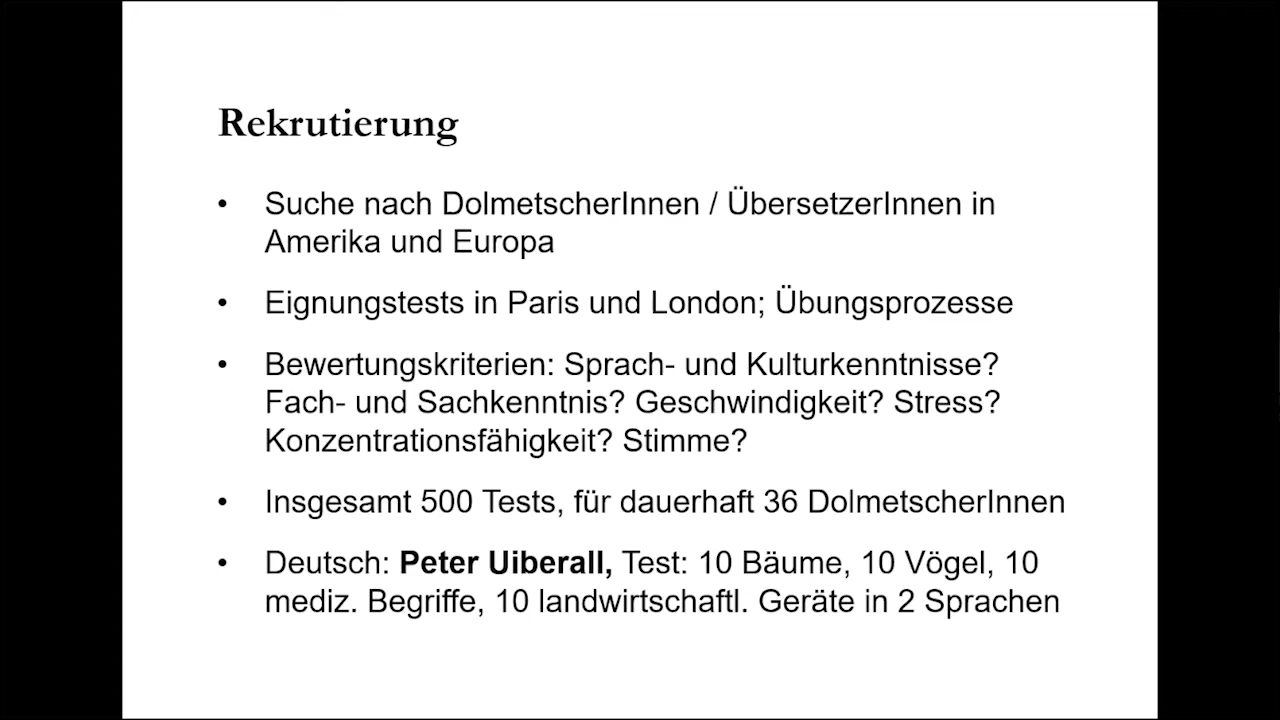 Rekrutierung
• Suche nach DolmetscherInnen / ÜbersetzerInnen in
Amerika und Europa
• Eignungstests in Paris und London; Übungsprozesse
• Bewertungskriterien: Sprach- und Kulturkenntnisse?
Fach- und Sachkenntnis? Geschwindigkeit? Stress?
Konzentrationsfähigkeit? Stimme?
• Insgesamt 500 Tests, für dauerhaft 36 DolmetscherInnen
• Deutsch: Peter Uiberall, Test: 10 Bäume, 10 Vögel, 10
mediz. Begriffe, 10 landwirtschaftl. Geräte in 2 Sprachen